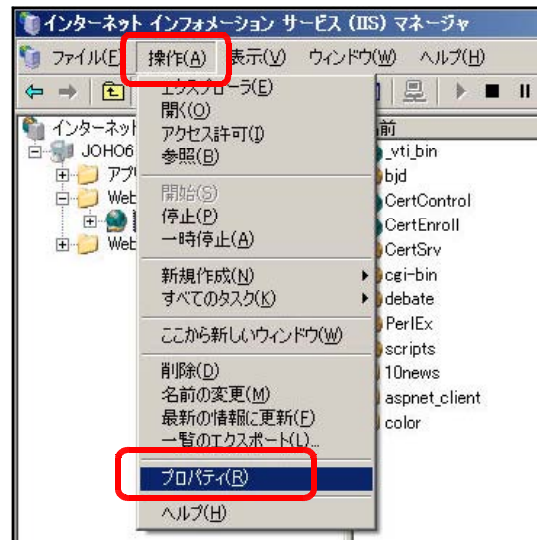 インターネット インフォメーション サービス (IIS) マネージャ
ファイル(F) 操作(A) 表示(V) ウィンドウ(W) ヘルプ(H)
エクスプローラ(E)
開く(O)
アクセス許可(I)
参照(B)
開始(S)
停止(P)
一時停止(A)
新規作成(N)
すべてのタスク(K)
ここから新しいウィンドウ(W)
削除(D)
名前の変更(M)
最新の情報に更新(F)
一覧のエクスポート(L)...
プロパティ(R)
ヘルプ(H)
インターネット
JOHO6
アプ
Web
Web
前
_vti_bin
bjd
CertControl
CertEnroll
CertSrv
cgi-bin
debate
PerlEx
scripts
10news
aspnet_client
color